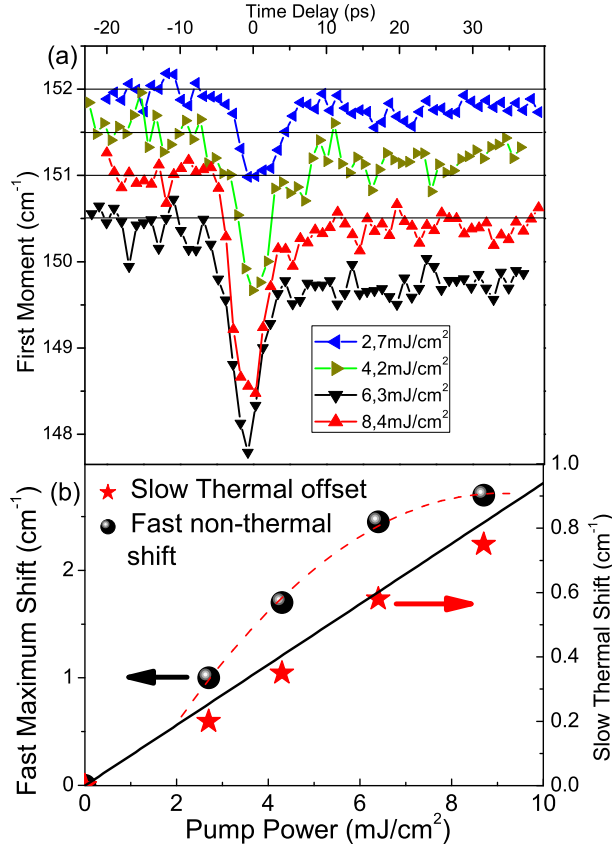 Time Delay (ps)
-20 -10 0 10 20 30
(a)
152
151
150
149
148
First Moment (cm-1)
2,7mJ/cm2
4,2mJ/cm2
6,3mJ/cm2
8,4mJ/cm2
(b)
Slow Thermal offset
Fast non-thermal
shift
2
1
0
Fast Maximum Shift (cm-1)
1.0
0.8
0.6
0.4
0.2
0.0
Slow Thermal Shift (cm-1)
0 2 4 6 8 10
Pump Power (mJ/cm2)